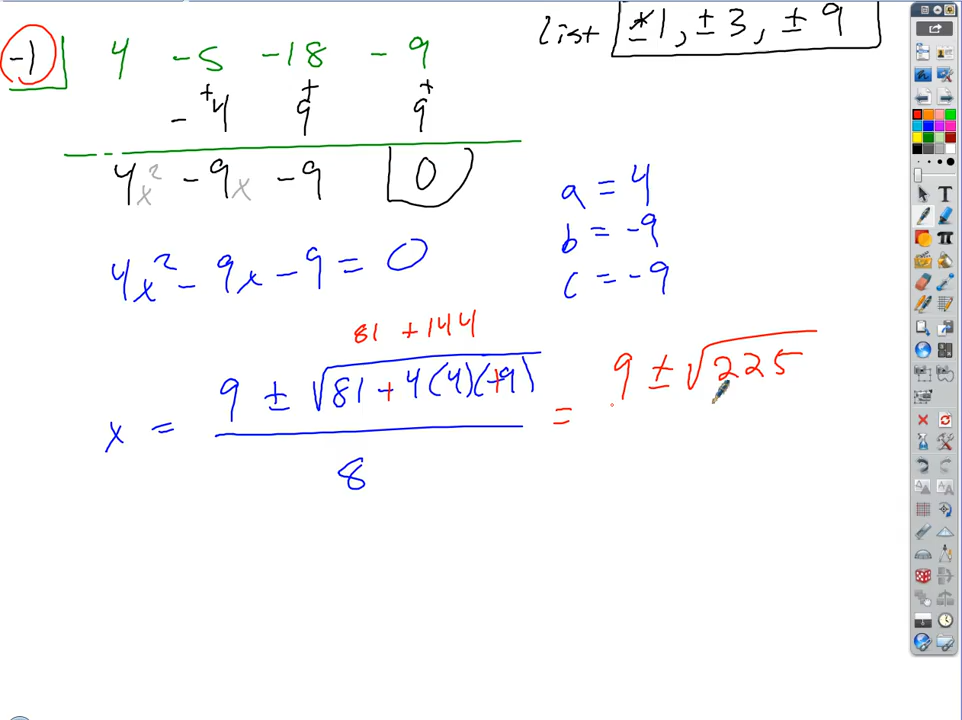 List ±1, ±3, ±9
-1 4 -5 -18 -9
-4 9 9
4x² -9x -9 0
a = 4
b = -9
c = -9
4x² - 9x - 9 = 0
81 + 144
x = 9 ± √81 + 4(4)(+9) = 9 ± √225
8